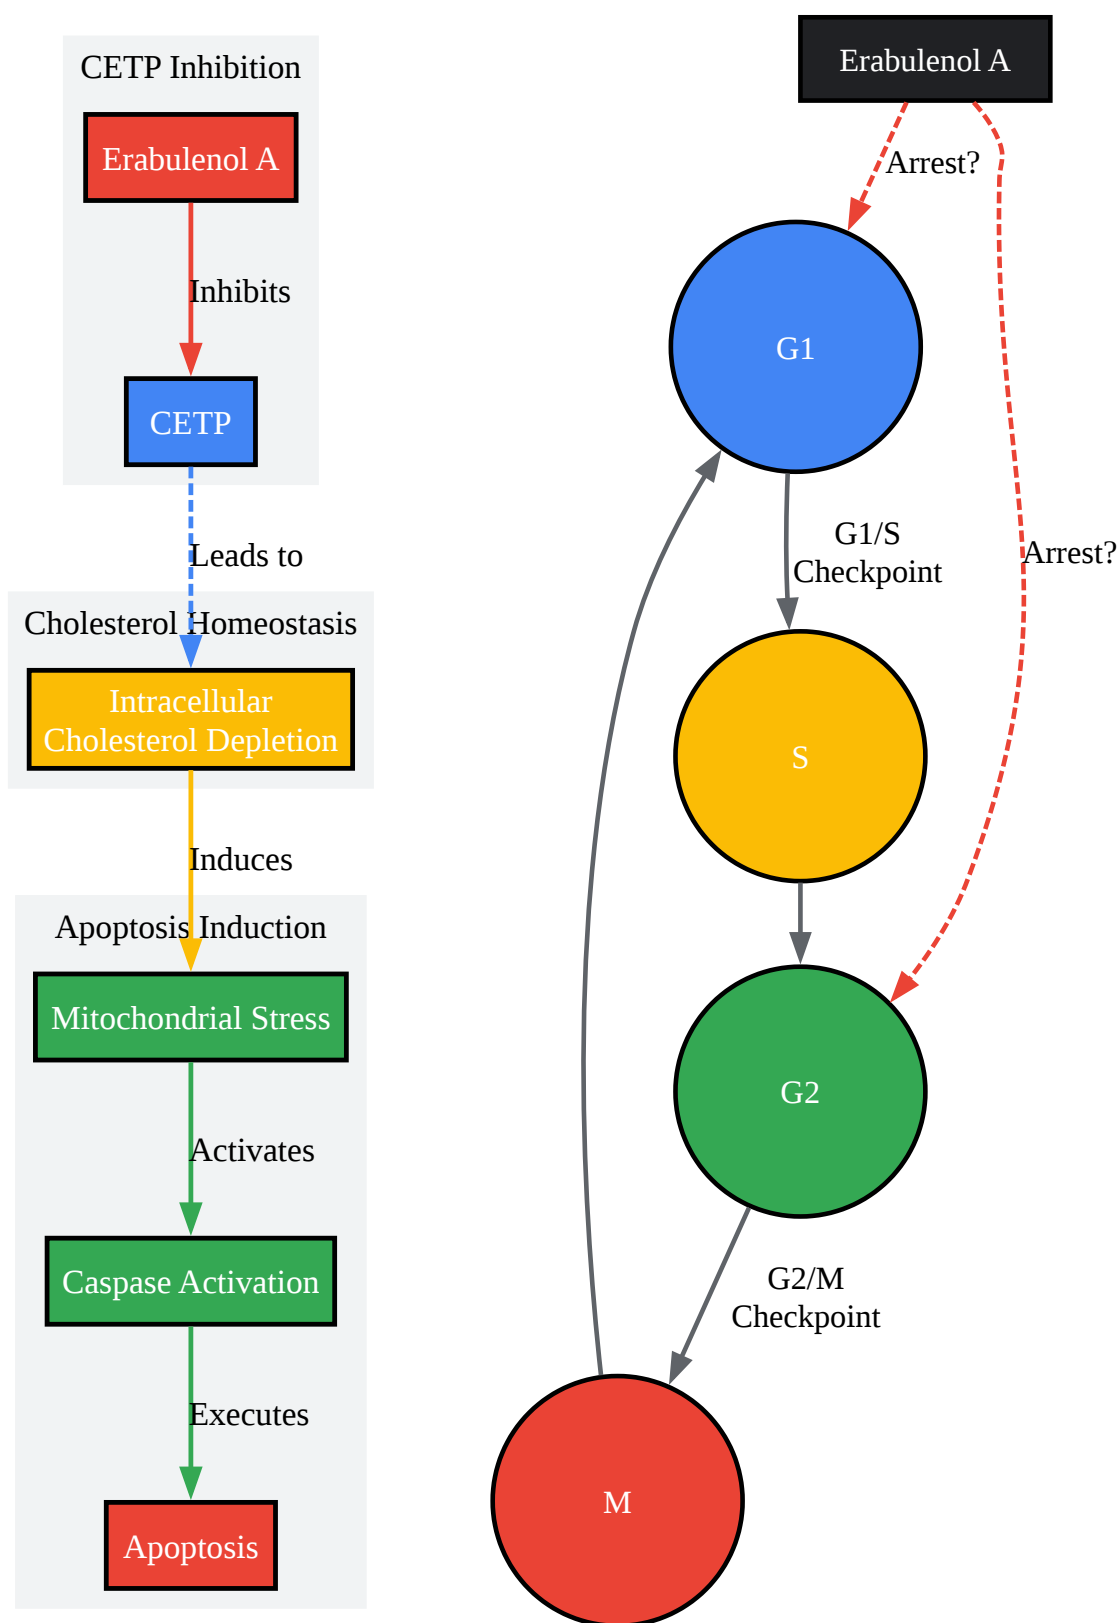 CETP Inhibition
Erabulenol A
Inhibits
CETP
Leads to
Cholesterol Homeostasis
Intracellular
Cholesterol Depletion
Induces
Apoptosis Induction
Mitochondrial Stress
Activates
Caspase Activation
Executes
Apoptosis
Erabulenol A
Arrest?
G1
G1/S
Checkpoint
Arrest?
S
G2
G2/M
Checkpoint
M